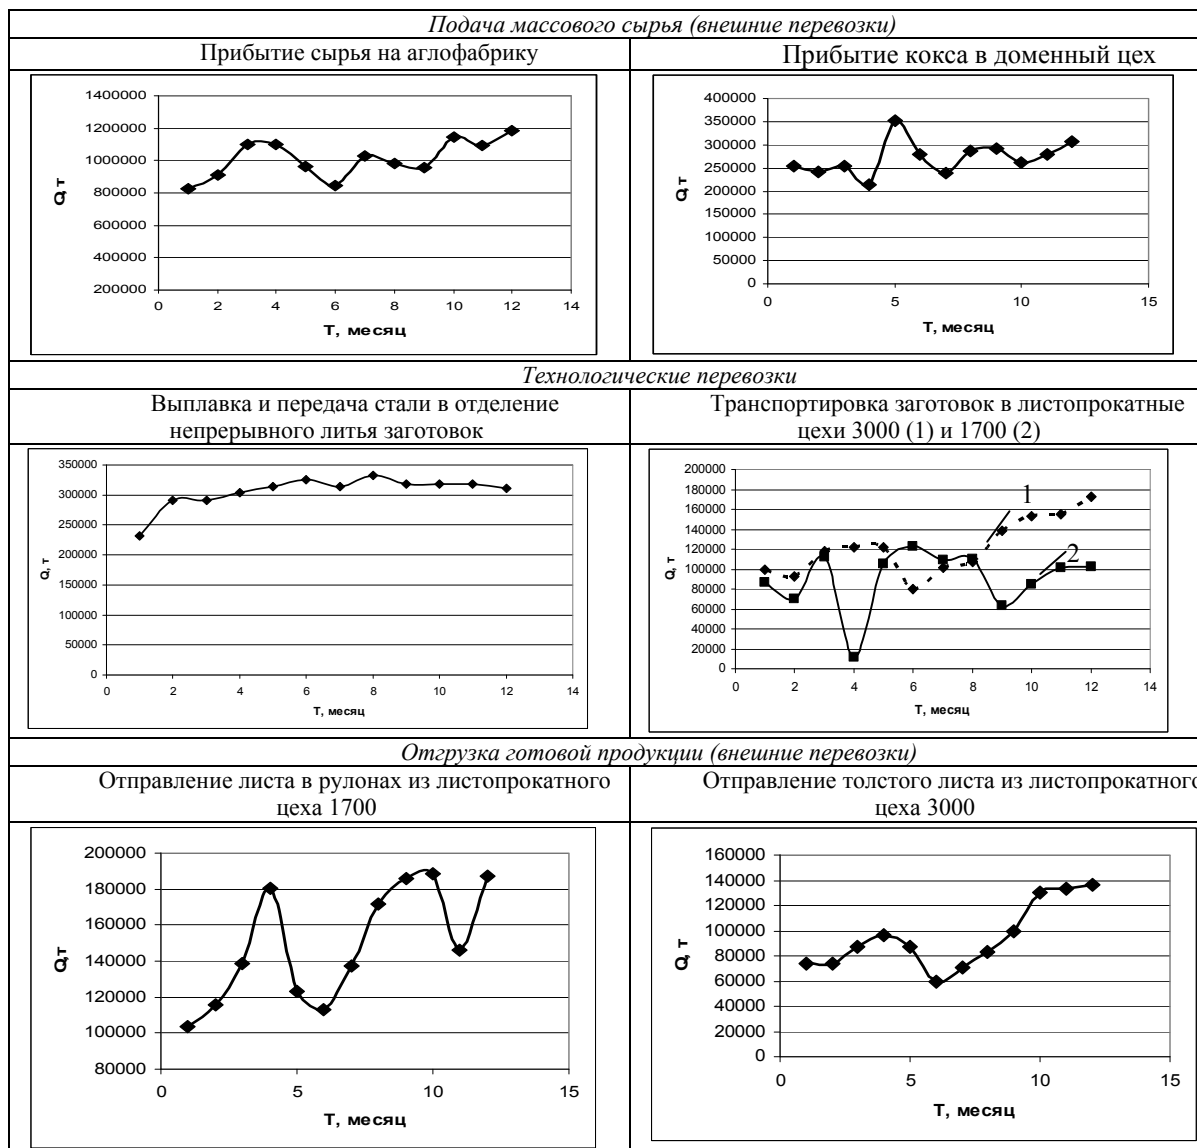 Подача массового сырья (внешние перевозки)
Прибытие сырья на аглофабрику
1400000
1200000
1000000
800000
600000
400000
200000
Q,т
0 2 4 6 8 10 12 14
Т, месяц
Прибытие кокса в доменный цех
400000
350000
300000
250000
200000
150000
100000
50000
0
Q,т
0 5 10 15
Т, месяц
Технологические перевозки
Выплавка и передача стали в отделение
непрерывного литья заготовок
350000
300000
250000
200000
150000
100000
50000
0
Q, т
0 2 4 6 8 10 12 14
Т, месяц
Транспортировка заготовок в листопрокатные
цехи 3000 (1) и 1700 (2)
200000
180000
160000
140000
120000
100000
80000
60000
40000
20000
0
Q, т
1
2
0 2 4 6 8 10 12 14
Т, месяц
Отгрузка готовой продукции (внешние перевозки)
Отправление листа в рулонах из листопрокатного
цеха 1700
200000
180000
160000
140000
120000
100000
80000
Q,т
0 5 10 15
Т, месяц
Отправление толстого листа из листопрокатного
цеха 3000
160000
140000
120000
100000
80000
60000
40000
20000
0
Q, т
0 5 10 15
Т, месяц